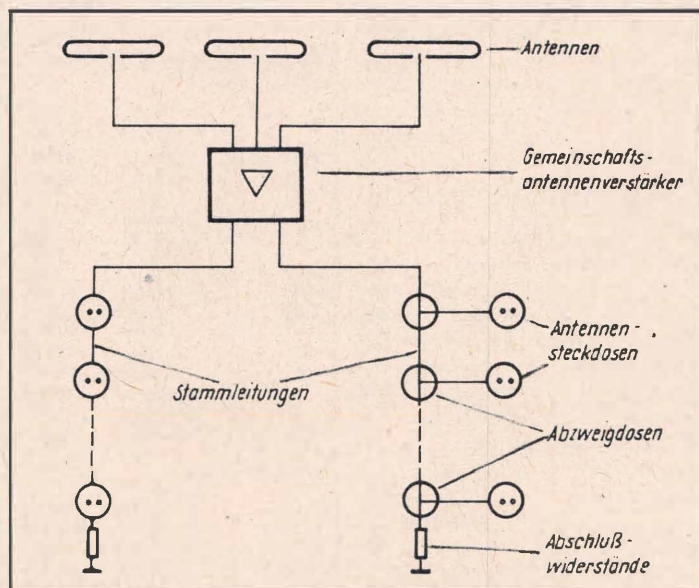 Antennen
Gemeinschafts-
antennenverstärker
Antennen-
steckdosen
Stammleitungen
Abzweigdosen
Abschluß-
widerstände